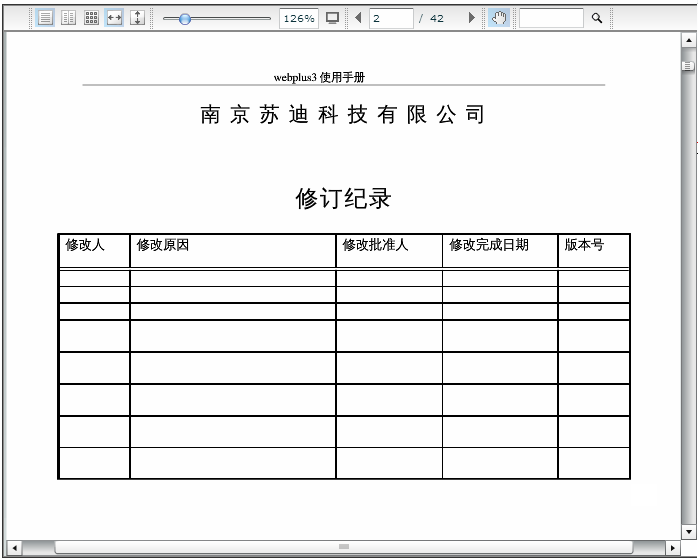 126%
2 / 42
webplus3 使用手册
南京苏迪科技有限公司
修订纪录
修改人 修改原因 修改批准人 修改完成日期 版本号